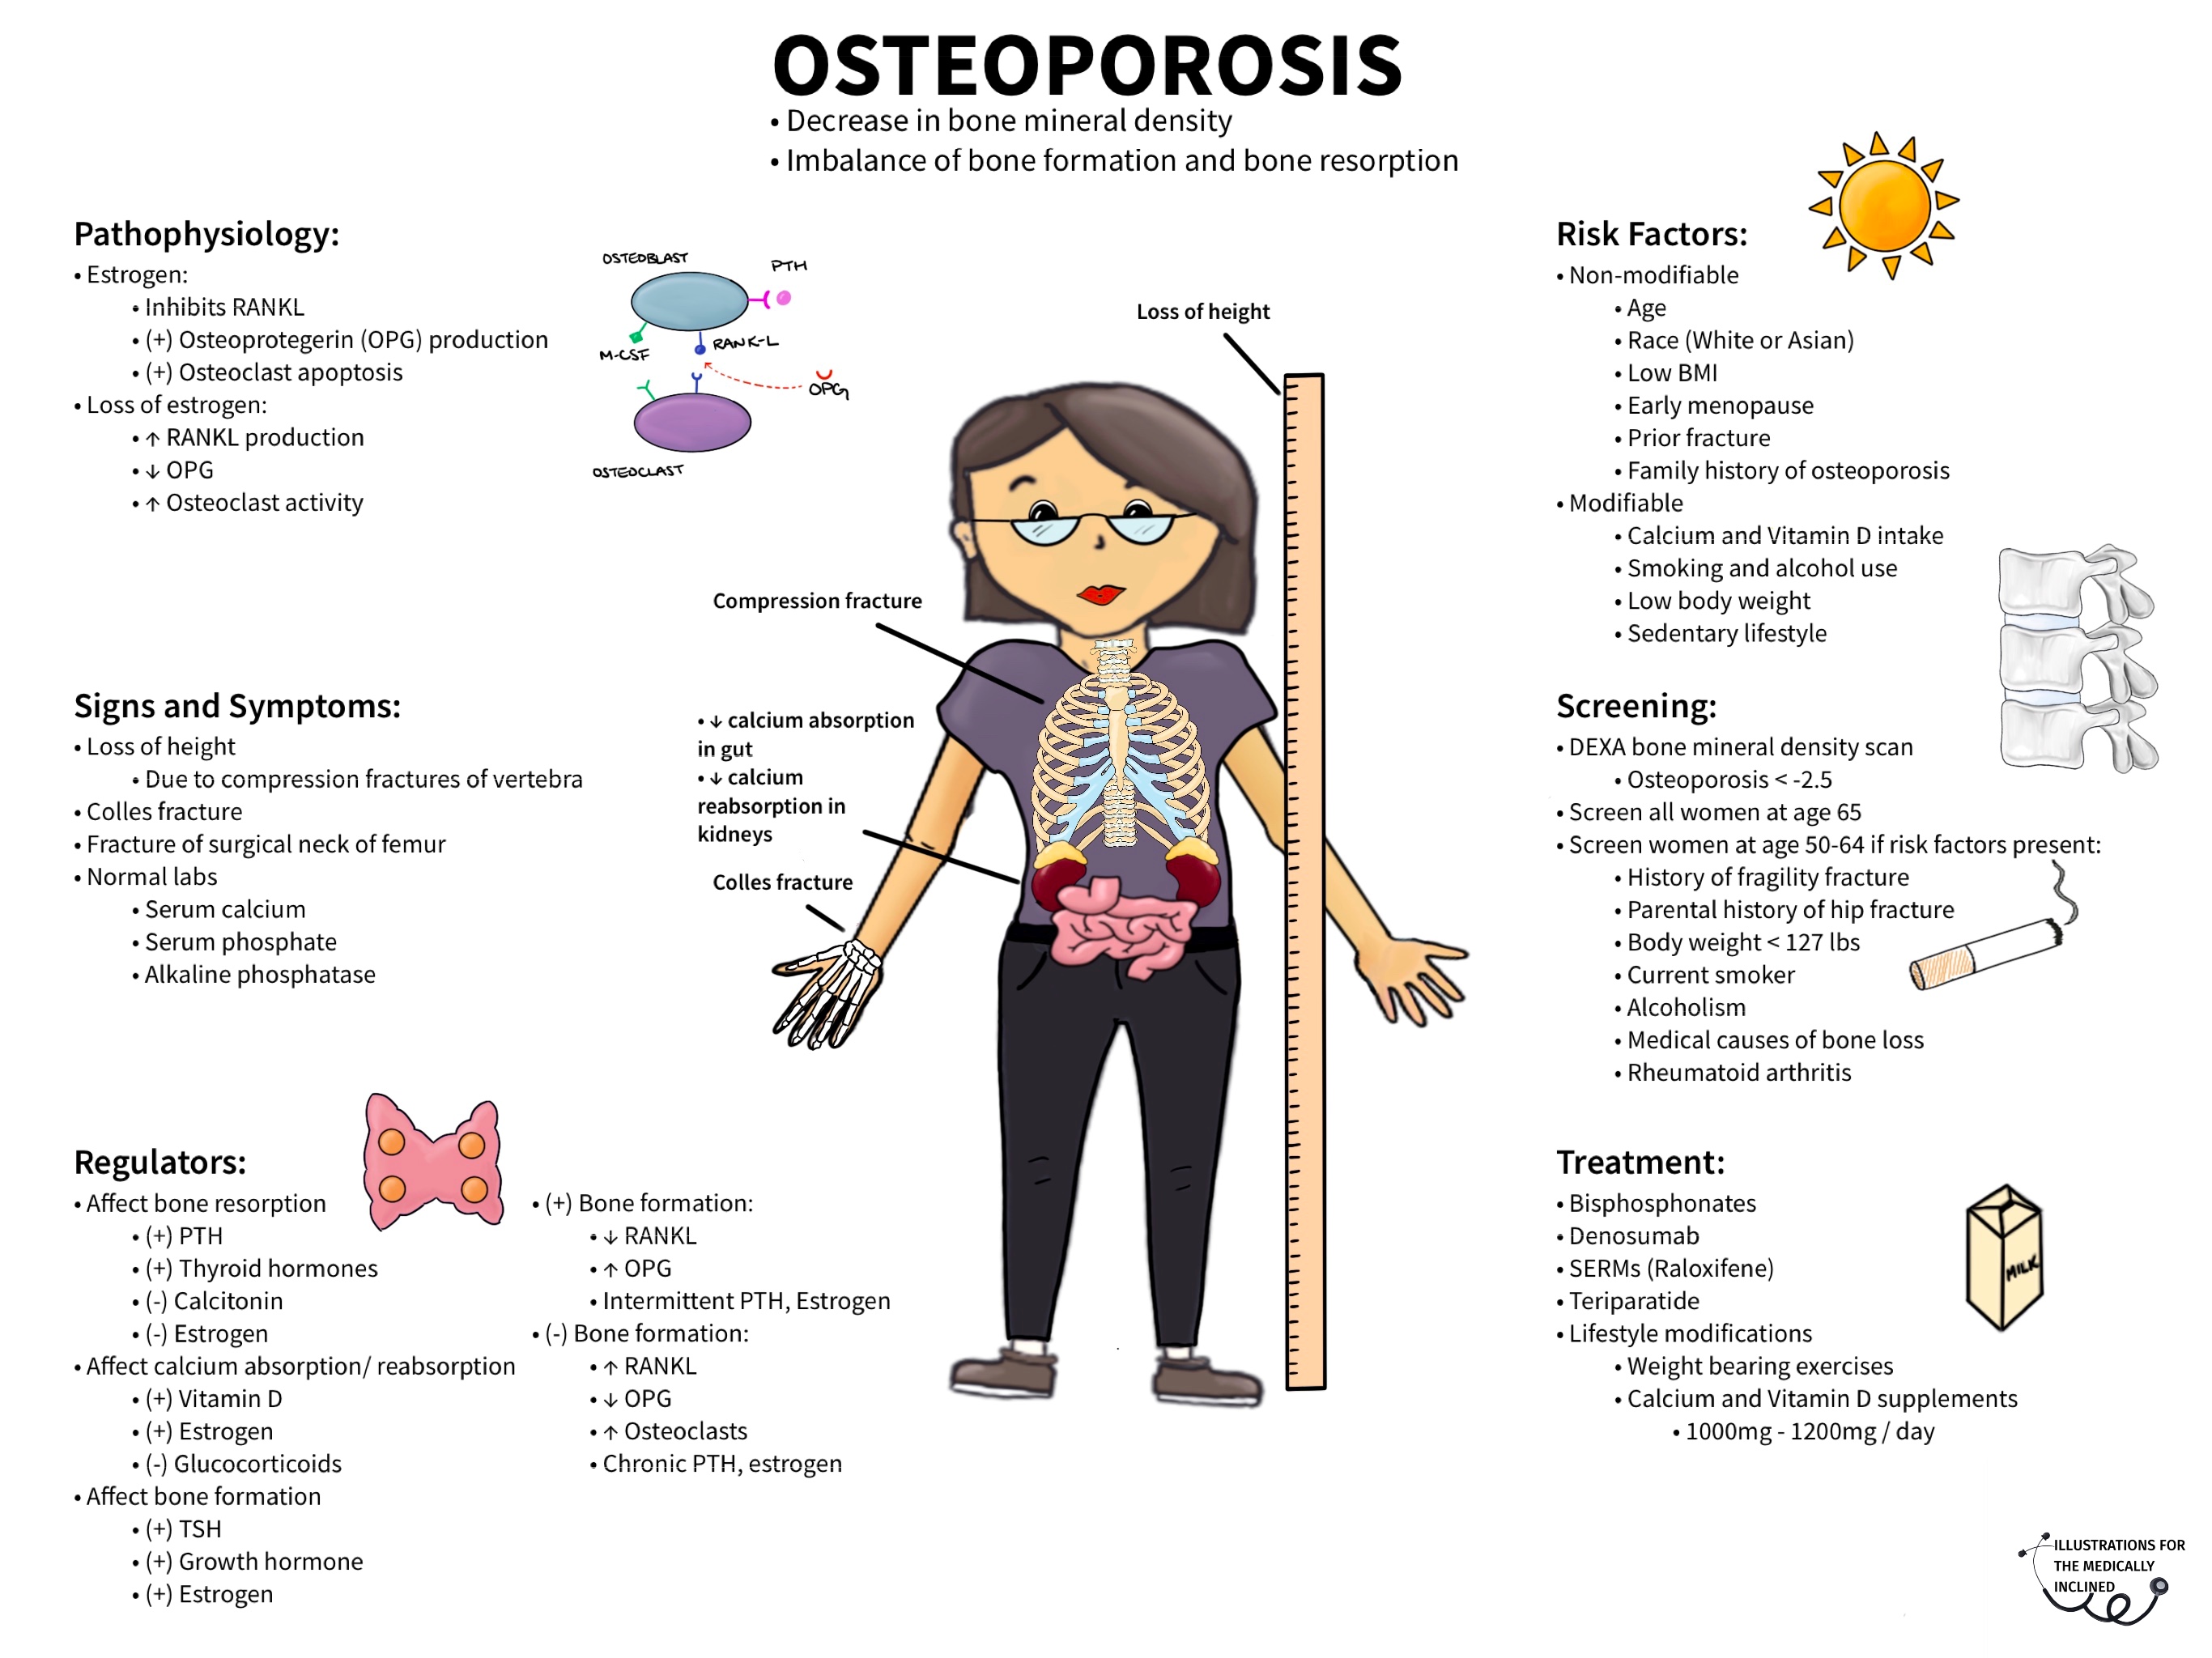 OSTEOPOROSIS
• Decrease in bone mineral density
• Imbalance of bone formation and bone resorption
Pathophysiology:
• Estrogen:
• Inhibits RANKL
• (+) Osteoprotegerin (OPG) production
• (+) Osteoclast apoptosis
• Loss of estrogen:
• ↑ RANKL production
• ↓ OPG
• ↑ Osteoclast activity
OSTEOBLAST
PTH
M-CSF
RANK-L
OPG
OSTEOCLAST
Signs and Symptoms:
• Loss of height
• Due to compression fractures of vertebra
• Colles fracture
• Fracture of surgical neck of femur
• Normal labs
• Serum calcium
• Serum phosphate
• Alkaline phosphatase
Regulators:
• Affect bone resorption
• (+) PTH
• (+) Thyroid hormones
• (-) Calcitonin
• (-) Estrogen
• Affect calcium absorption/ reabsorption
• (+) Vitamin D
• (+) Estrogen
• (-) Glucocorticoids
• Affect bone formation
• (+) TSH
• (+) Growth hormone
• (+) Estrogen
• (+) Bone formation:
• ↓ RANKL
• ↑ OPG
• Intermittent PTH, Estrogen
• (-) Bone formation:
• ↑ RANKL
• ↓ OPG
• ↑ Osteoclasts
• Chronic PTH, estrogen
Loss of height
Compression fracture
• ↓ calcium absorption
in gut
• ↓ calcium
reabsorption in
kidneys
Colles fracture
Risk Factors:
• Non-modifiable
• Age
• Race (White or Asian)
• Low BMI
• Early menopause
• Prior fracture
• Family history of osteoporosis
• Modifiable
• Calcium and Vitamin D intake
• Smoking and alcohol use
• Low body weight
• Sedentary lifestyle
Screening:
• DEXA bone mineral density scan
• Osteoporosis < -2.5
• Screen all women at age 65
• Screen women at age 50-64 if risk factors present:
• History of fragility fracture
• Parental history of hip fracture
• Body weight < 127 lbs
• Current smoker
• Alcoholism
• Medical causes of bone loss
• Rheumatoid arthritis
Treatment:
• Bisphosphonates
• Denosumab
• SERMs (Raloxifene)
• Teriparatide
• Lifestyle modifications
• Weight bearing exercises
• Calcium and Vitamin D supplements
• 1000mg - 1200mg / day
MILK
ILLUSTRATIONS FOR
THE MEDICALLY
INCLINED